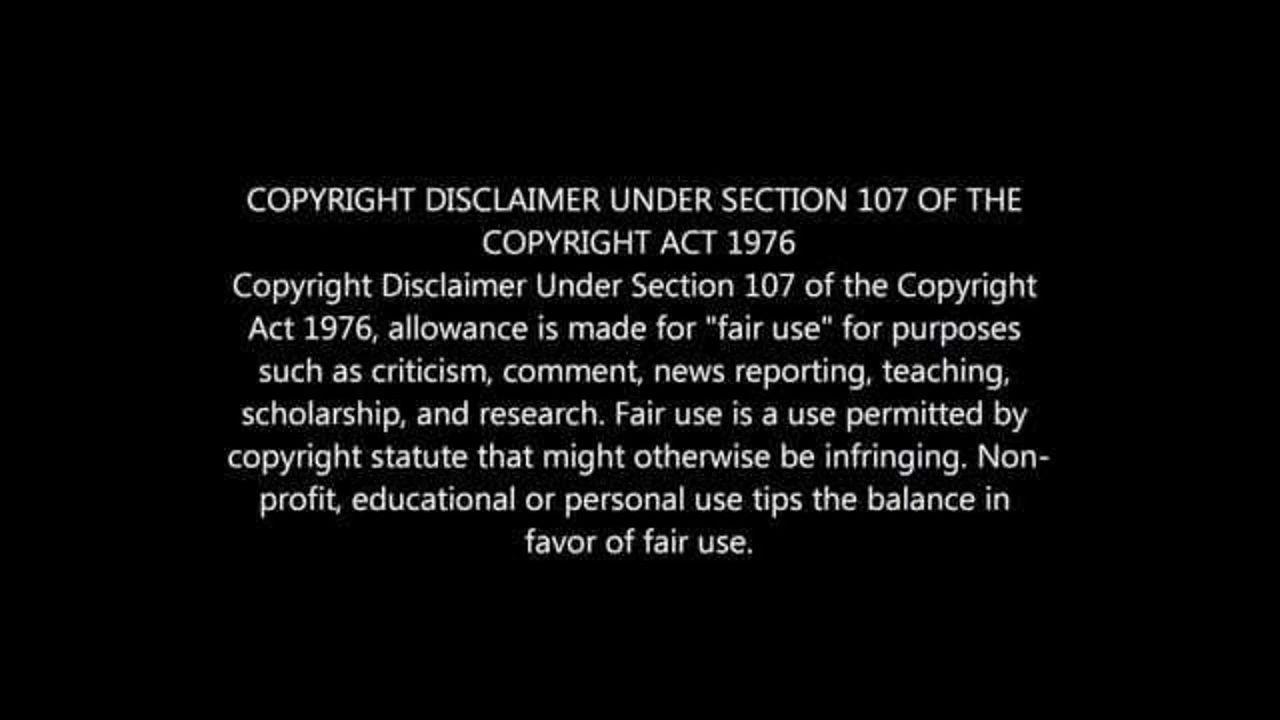 COPYRIGHT DISCLAIMER UNDER SECTION 107 OF THE
COPYRIGHT ACT 1976
Copyright Disclaimer Under Section 107 of the Copyright
Act 1976, allowance is made for "fair use" for purposes
such as criticism, comment, news reporting, teaching,
scholarship, and research. Fair use is a use permitted by
copyright statute that might otherwise be infringing. Non-
profit, educational or personal use tips the balance in
favor of fair use.